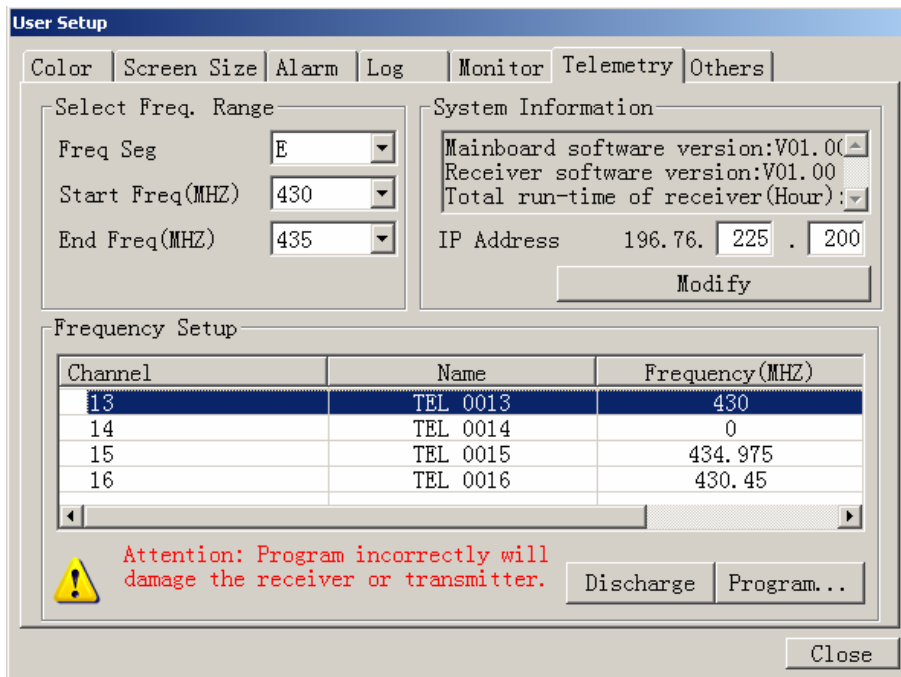 User Setup
Color Screen Size Alarm Log Monitor Telemetry Others
Select Freq. Range
Freq Seg E
Start Freq(MHZ) 430
End Freq(MHZ) 435
System Information
Mainboard software version:V01.00
Receiver software version:V01.00
Total run-time of receiver(Hour):
IP Address 196.76. 225 . 200
Modify
Frequency Setup
Channel Name Frequency(MHZ)
13 TEL 0013 430
14 TEL 0014 0
15 TEL 0015 434.975
16 TEL 0016 430.45
Attention: Program incorrectly will
damage the receiver or transmitter.
Discharge Program...
Close